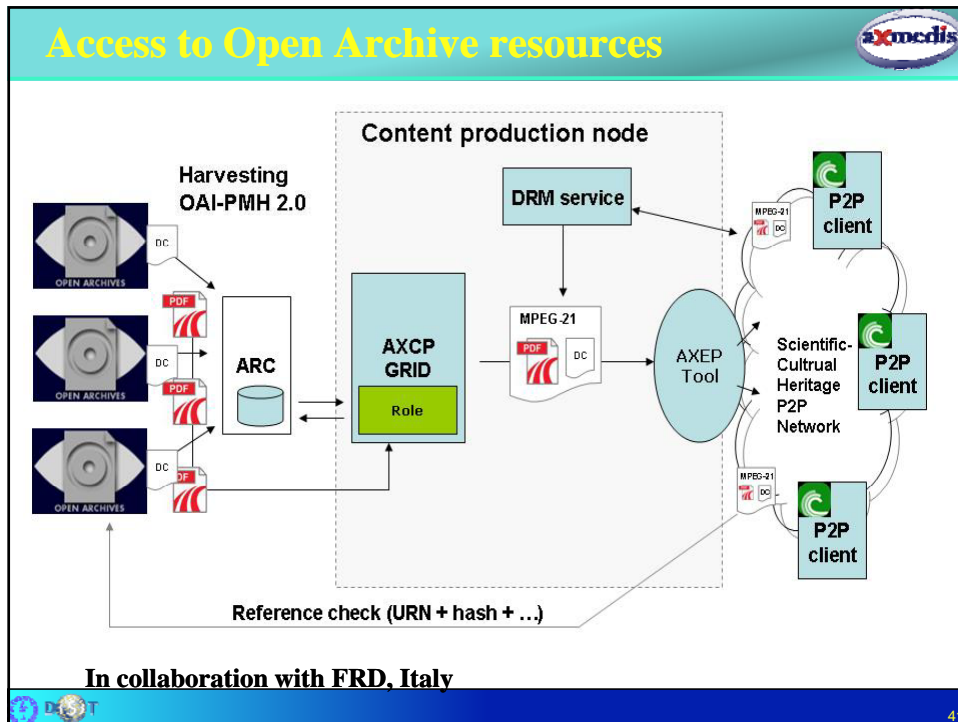 Access to Open Archive resources
axmedis
Content production node
Harvesting
OAI-PMH 2.0
DRM service
MPEG-21
DC
P2P
client
DC
OPEN ARCHIVES
PDF
ARC
AXCP
GRID
Role
MPEG-21
PDF
DC
AXEP
Tool
Scientific-
Cultrual
Heritage
P2P
Network
P2P
client
DC
OPEN ARCHIVES
PDF
DC
OPEN ARCHIVES
PDF
MPEG-21
DC
P2P
client
Reference check (URN + hash + …)
In collaboration with FRD, Italy